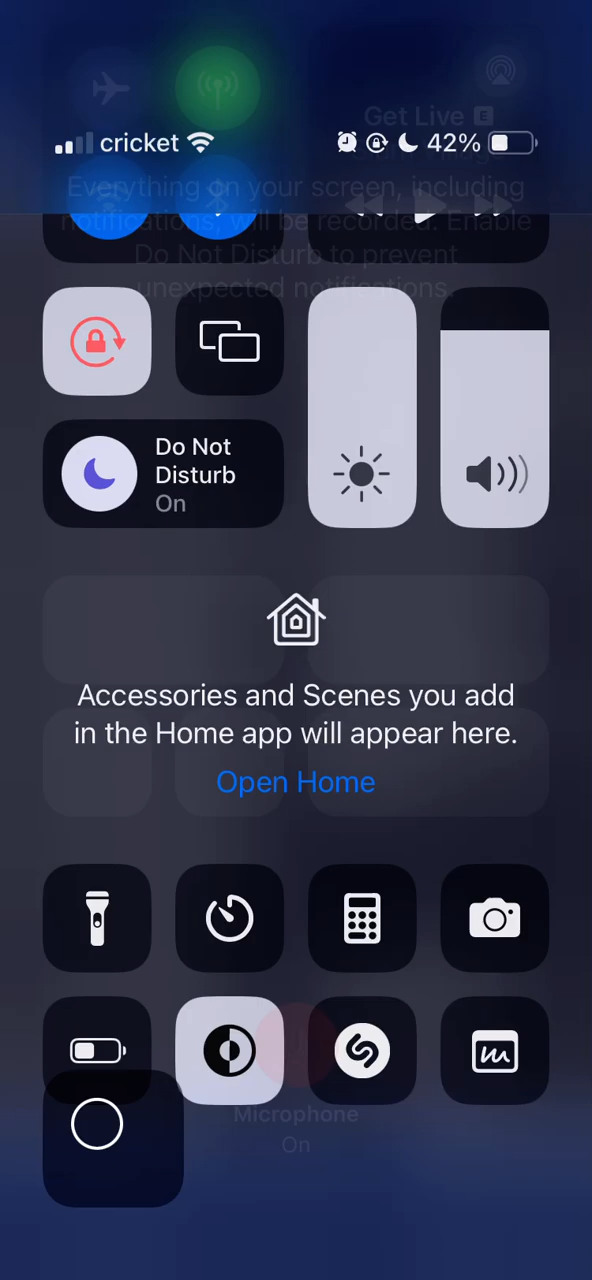 Get Live E
cricket 42%
Everything on your screen, including
notifications, will be recorded. Enable
Do Not Disturb to prevent
unexpected notifications.
Do Not
Disturb
On
Accessories and Scenes you add
in the Home app will appear here.
Open Home
Microphone
On